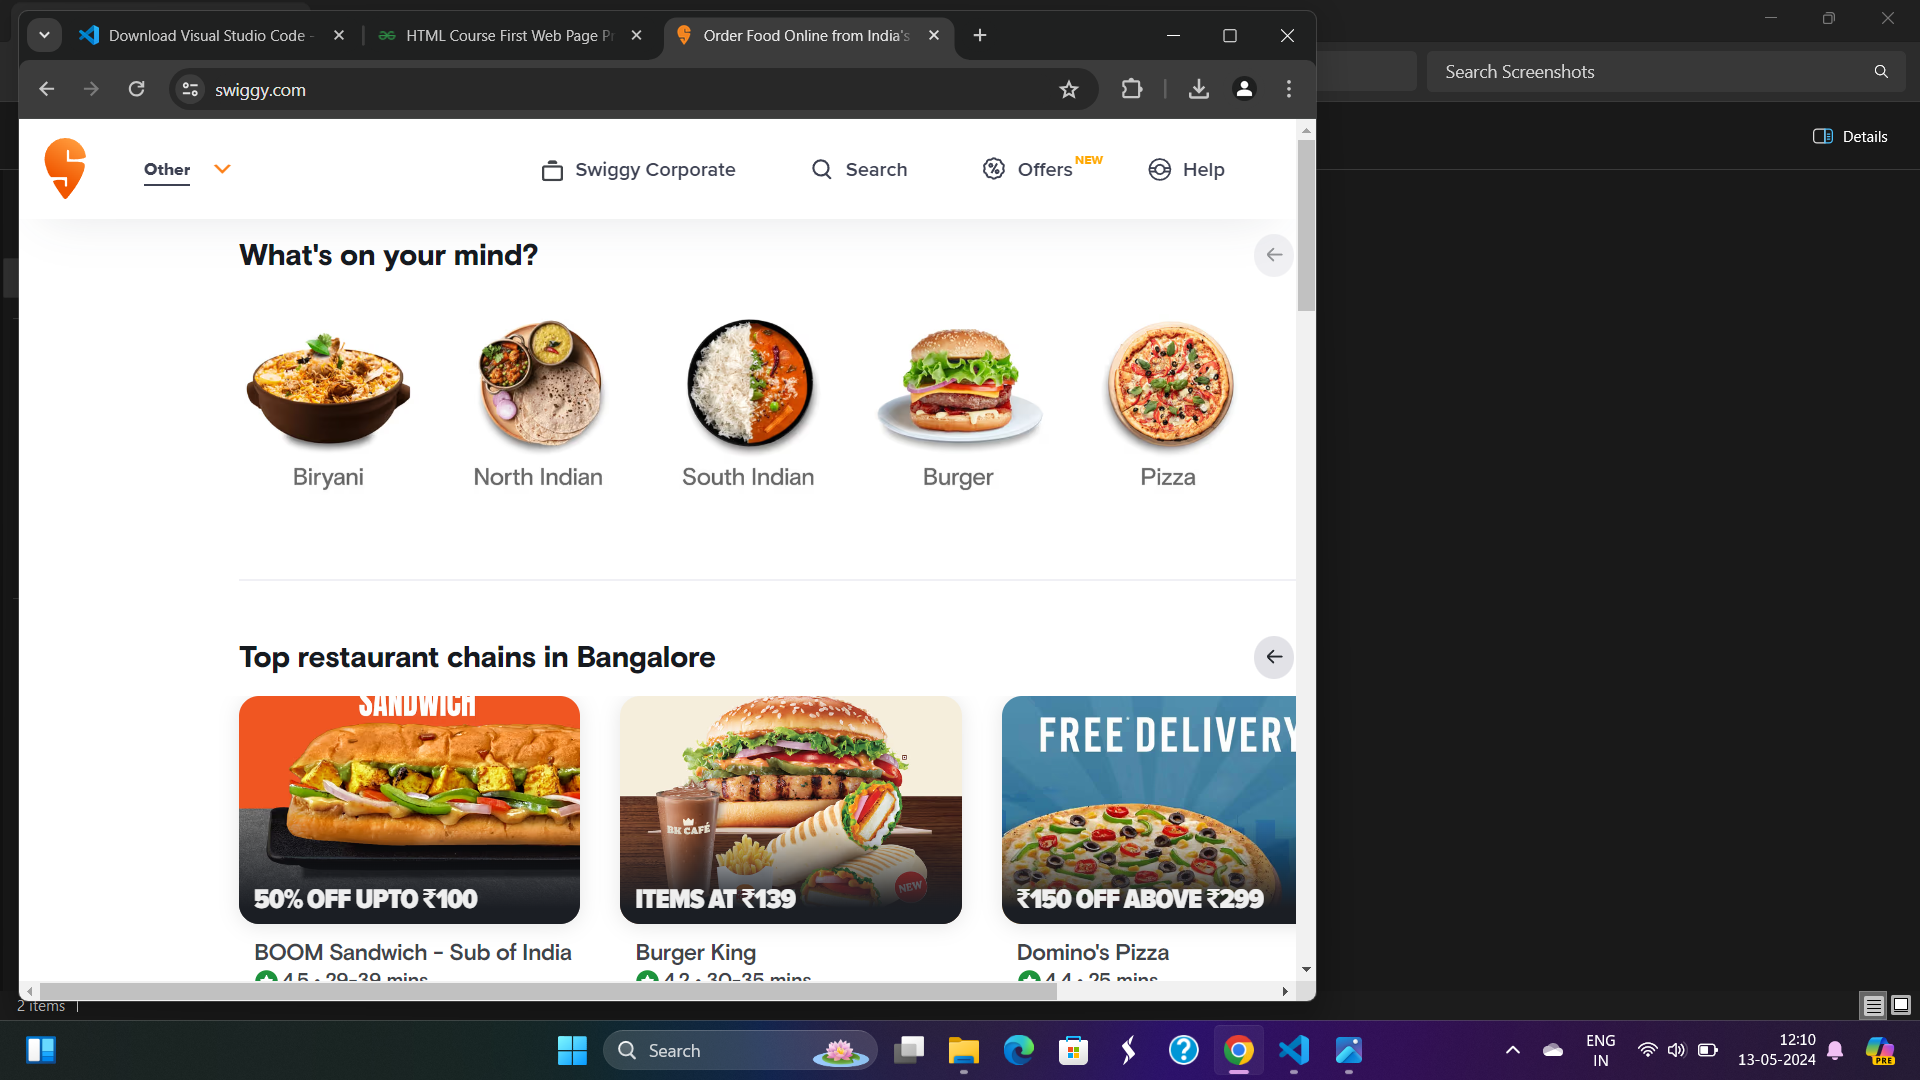 Download Visual Studio Code -
HTML Course First Web Page Pr
Order Food Online from India's
swiggy.com
Search Screenshots
Details
Other
Swiggy Corporate
Search
Offers NEW
Help
What's on your mind?
Biryani
North Indian
South Indian
Burger
Pizza
Top restaurant chains in Bangalore
SANDWICH
50% OFF UPTO ₹100
BK CAFÉ
NEW
ITEMS AT ₹139
FREE DELIVERY
₹150 OFF ABOVE ₹299
BOOM Sandwich - Sub of India
Burger King
Domino's Pizza
4.5 • 29-39 mins
4.2 • 30-35 mins
4.4 • 25 mins
2 items
Search
ENG
IN
12:10
13-05-2024
PRE